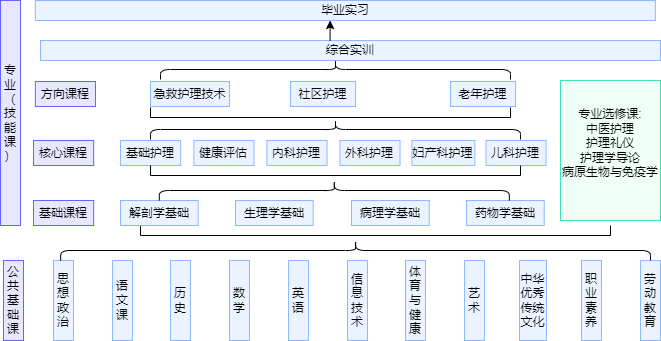 毕业实习
综合实训
专业（技能课）
方向课程
急救护理技术
社区护理
老年护理
核心课程
基础护理
健康评估
内科护理
外科护理
妇产科护理
儿科护理
基础课程
解剖学基础
生理学基础
病理学基础
药物学基础
专业选修课:
中医护理
护理礼仪
护理学导论
病原生物与免疫学
公共基础课
思想政治
语文课
历史
数学
英语
信息技术
体育与健康
艺术
中华
优秀
传统
文化
职业素养
劳动教育